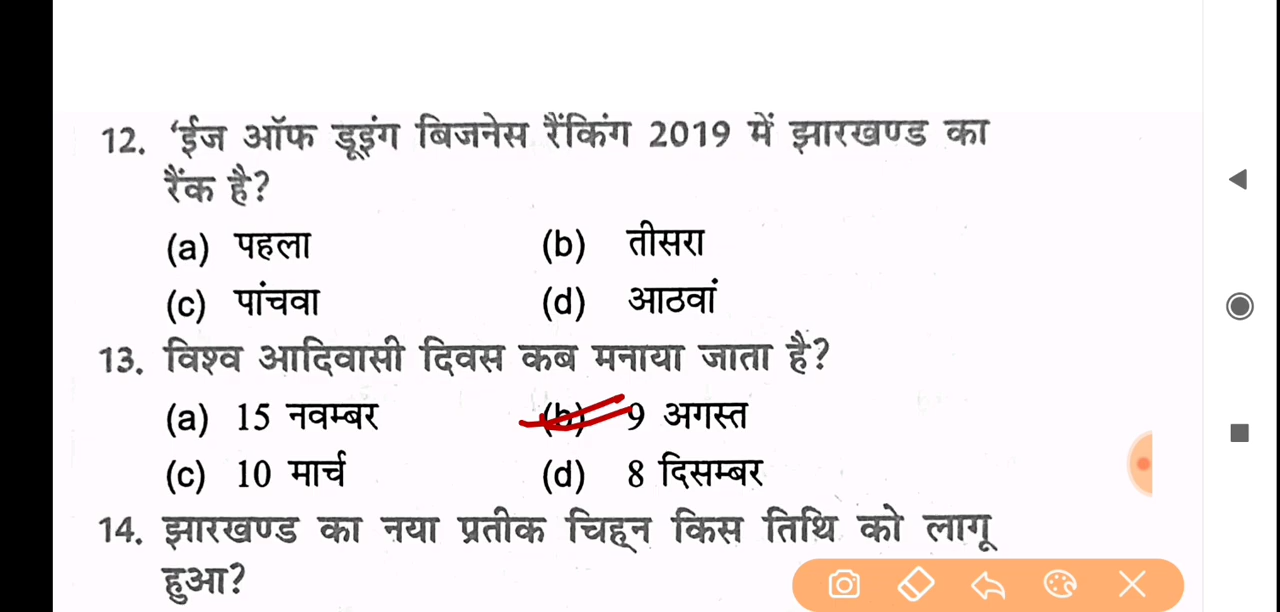 12. ‘ईज ऑफ डूइंग बिजनेस रैंकिंग 2019 में झारखण्ड का
रैंक है?
(a) पहला (b) तीसरा
(c) पांचवा (d) आठवां
13. विश्व आदिवासी दिवस कब मनाया जाता है?
(a) 15 नवम्बर (b) 9 अगस्त
(c) 10 मार्च (d) 8 दिसम्बर
14. झारखण्ड का नया प्रतीक चिह्न किस तिथि को लागू
हुआ?